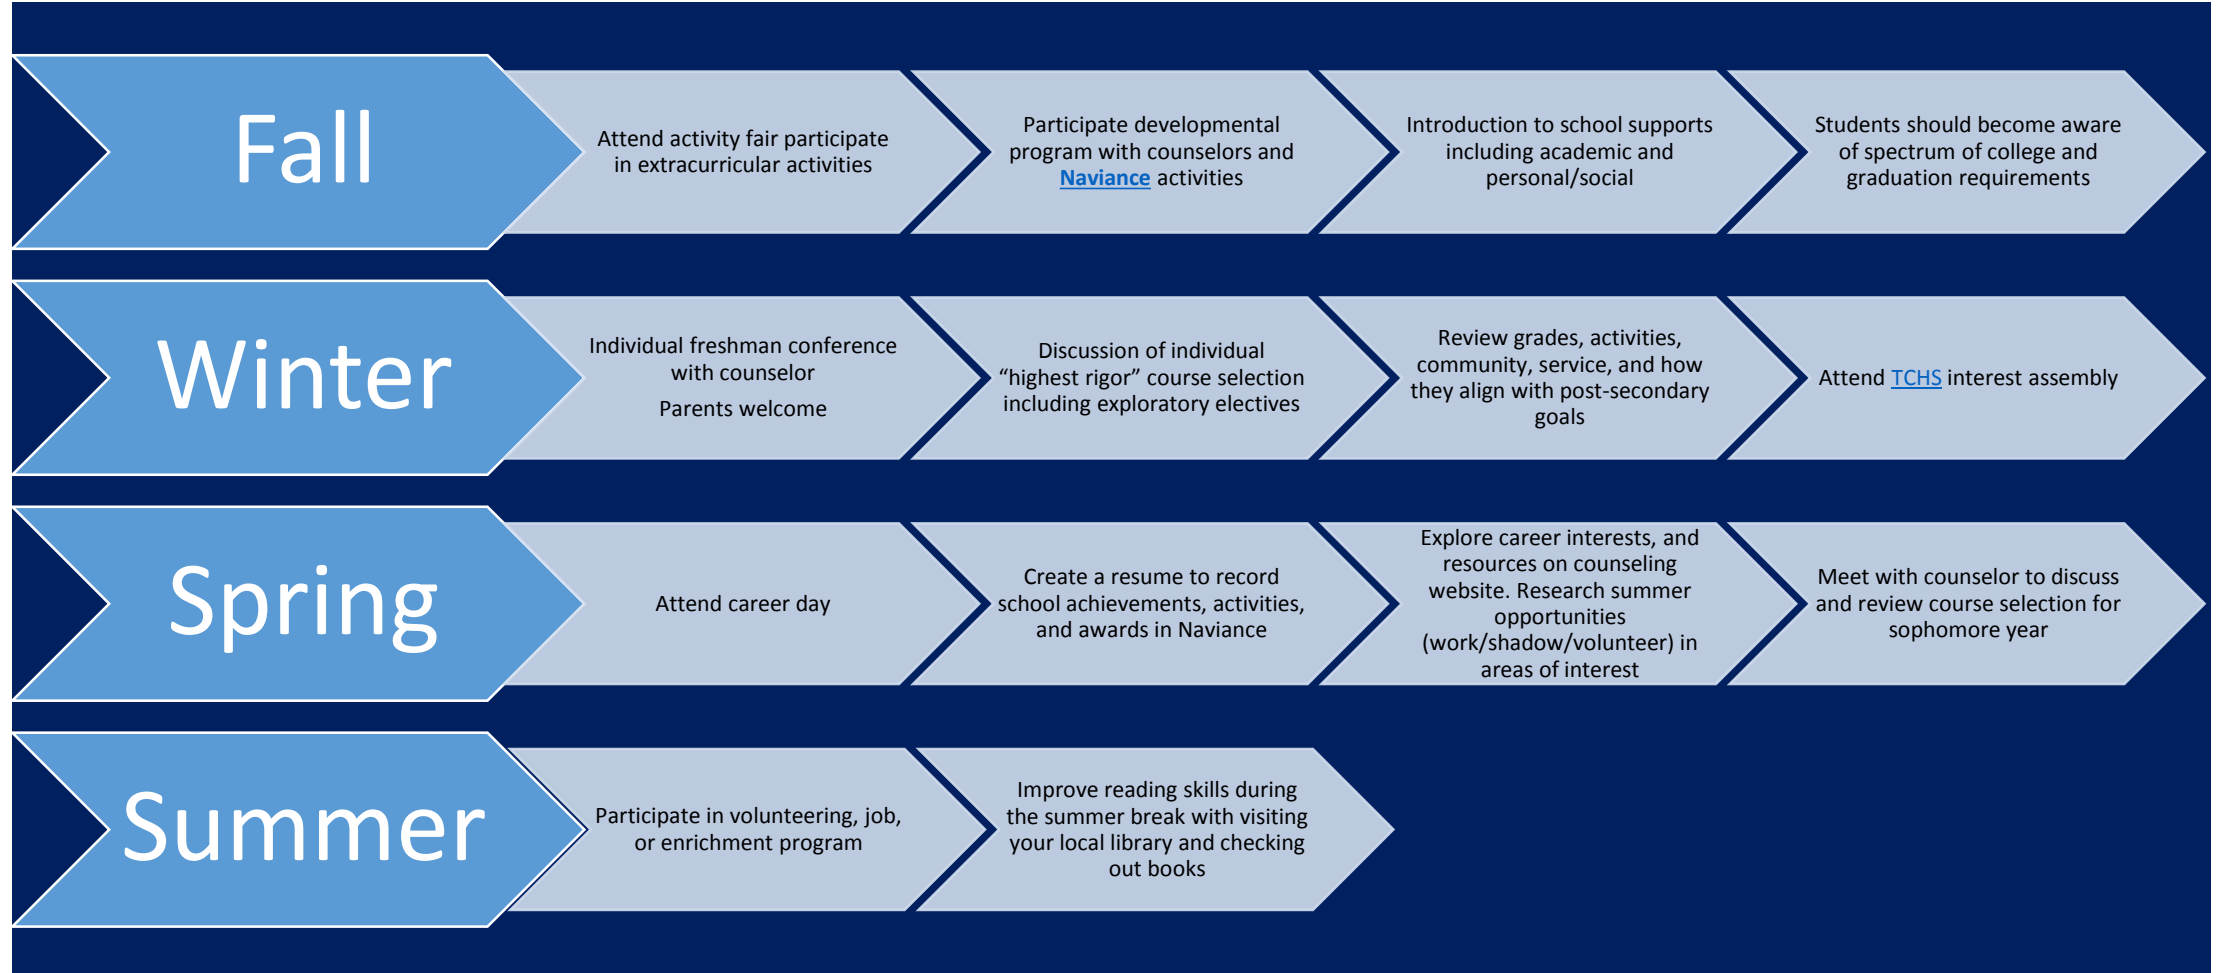 Fall
Attend activity fair participate
in extracurricular activities
Participate developmental
program with counselors and
Naviance activities
Introduction to school supports
including academic and
personal/social
Students should become aware
of spectrum of college and
graduation requirements
Winter
Individual freshman conference
with counselor
Parents welcome
Discussion of individual
“highest rigor” course selection
including exploratory electives
Review grades, activities,
community, service, and how
they align with post-secondary
goals
Attend TCHS interest assembly
Spring
Attend career day
Create a resume to record
school achievements, activities,
and awards in Naviance
Explore career interests, and
resources on counseling
website. Research summer
opportunities
(work/shadow/volunteer) in
areas of interest
Meet with counselor to discuss
and review course selection for
sophomore year
Summer
Participate in volunteering, job,
or enrichment program
Improve reading skills during
the summer break with visiting
your local library and checking
out books